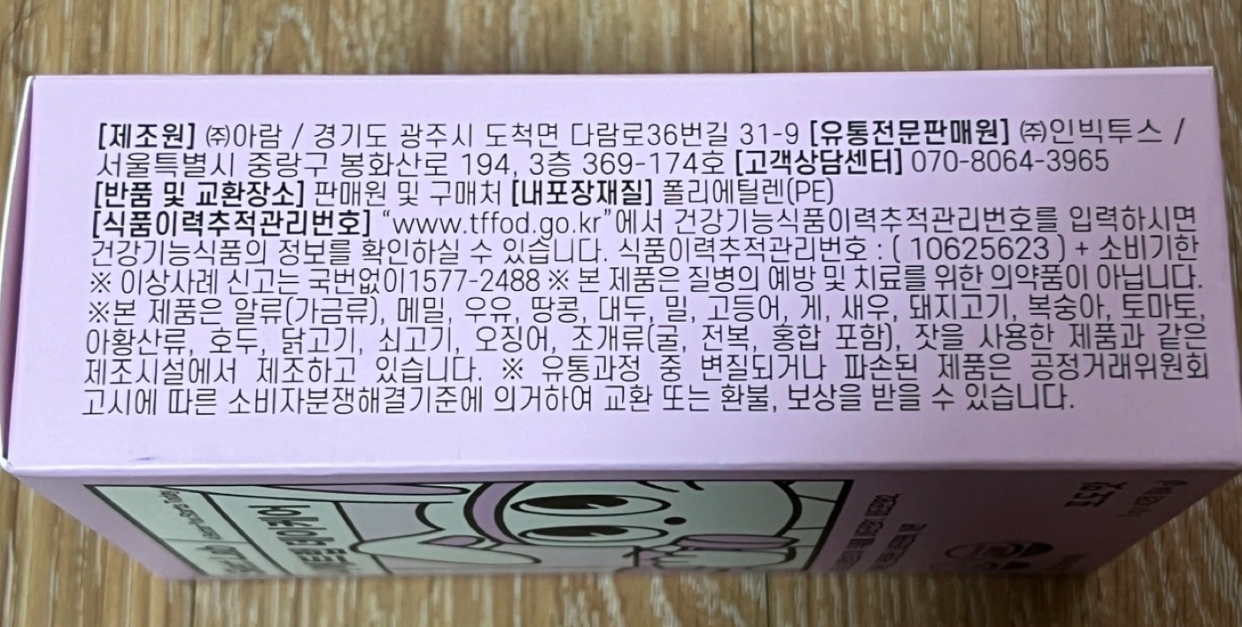 [제조원] ㈜아람 / 경기도 광주시 도척면 다람로36번길 31-9 [유통전문판매원] ㈜인빅투스 /
서울특별시 중랑구 봉화산로 194, 3층 369-174호 [고객상담센터] 070-8064-3965
[반품 및 교환장소] 판매원 및 구매처 [내포장재질] 폴리에틸렌(PE)
[식품이력추적관리번호] “www.tffod.go.kr”에서 건강기능식품이력추적관리번호를 입력하시면
건강기능식품의 정보를 확인하실 수 있습니다. 식품이력추적관리번호 : ( 10625623 ) + 소비기한
※ 이상사례 신고는 국번없이1577-2488 ※ 본 제품은 질병의 예방 및 치료를 위한 의약품이 아닙니다.
※본 제품은 알류(가금류), 메밀, 우유, 땅콩, 대두, 밀, 고등어, 게, 새우, 돼지고기, 복숭아, 토마토,
아황산류, 호두, 닭고기, 쇠고기, 오징어, 조개류(굴, 전복, 홍합 포함), 잣을 사용한 제품과 같은
제조시설에서 제조하고 있습니다. ※ 유통과정 중 변질되거나 파손된 제품은 공정거래위원회
고시에 따른 소비자분쟁해결기준에 의거하여 교환 또는 환불, 보상을 받을 수 있습니다.